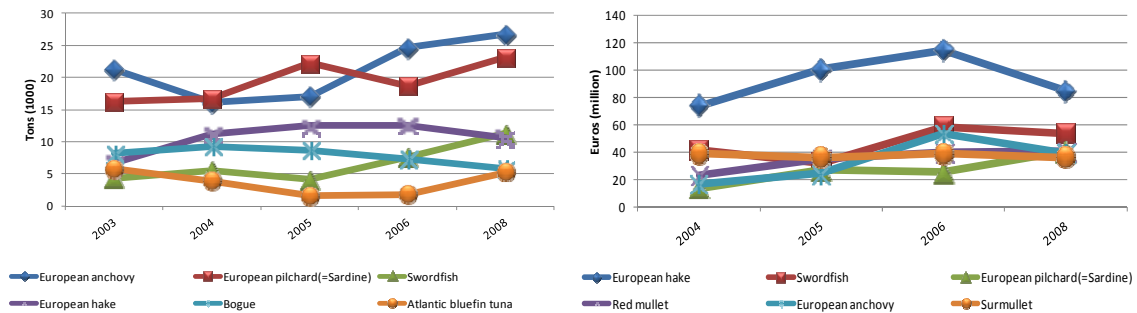 30
25
20
15
10
5
0
Tons (1000)
2003
2004
2005
2006
2008
European anchovy
European pilchard(=Sardine)
Swordfish
European hake
Bogue
Atlantic bluefin tuna
140
120
100
80
60
40
20
0
Euros (million)
2004
2005
2006
2008
European hake
Swordfish
European pilchard(=Sardine)
Red mullet
European anchovy
Surmullet